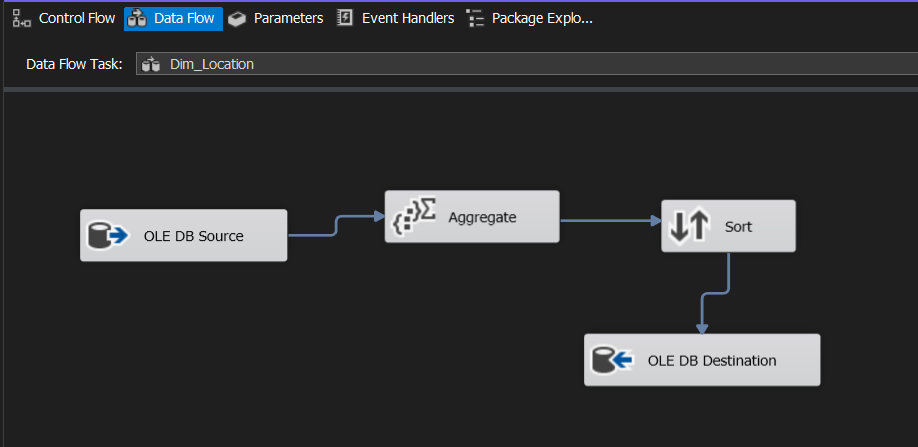 Control Flow Data Flow Parameters Event Handlers Package Explo...
Data Flow Task: Dim_Location
OLE DB Source
Aggregate
Sort
OLE DB Destination